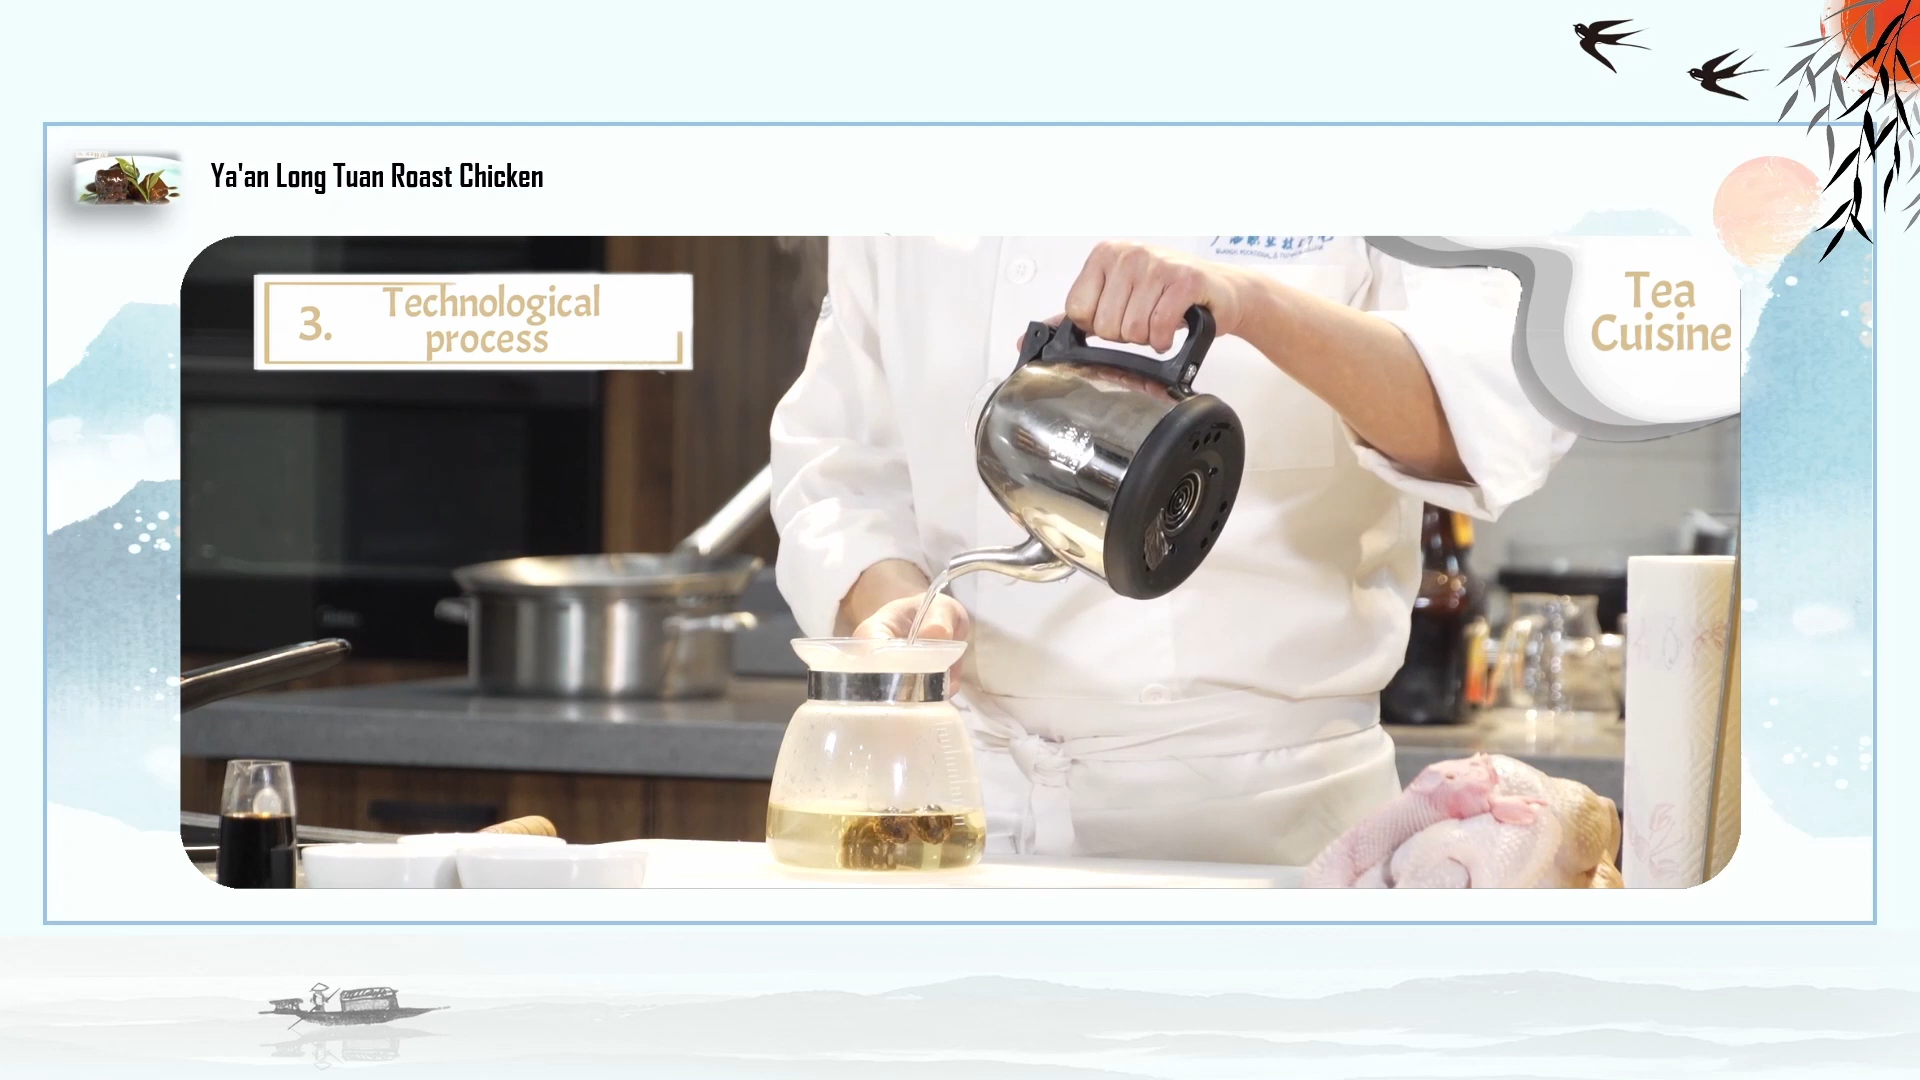 Ya'an Long Tuan Roast Chicken
3.
Technological
process
Tea
Cuisine